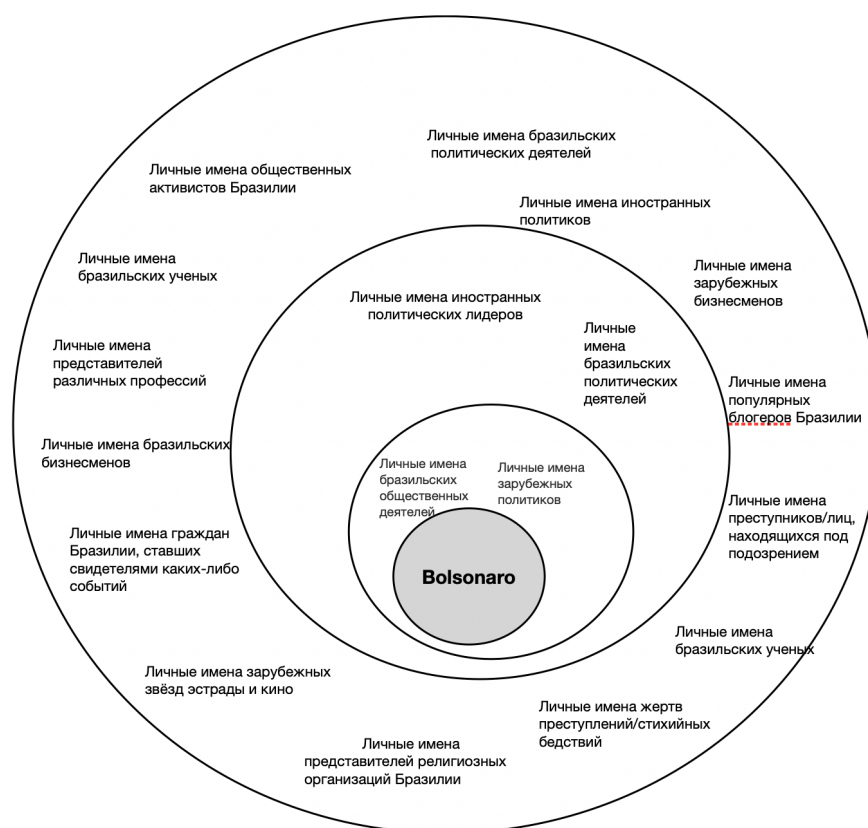 Личные имена бразильских
политических деятелей
Личные имена общественных
активистов Бразилии
Личные имена иностранных
политиков
Личные имена
бразильских ученых
Личные имена
зарубежных
бизнесменов
Личные имена иностранных
политических лидеров
Личные
имена
бразильских
политических
деятелей
Личные имена
представителей
различных профессий
Личные имена
популярных
блогеров Бразилии
Личные имена бразильских
бизнесменов
Личные имена
бразильских
общественных
деятелей
Личные имена
зарубежных
политиков
Личные имена
преступников/лиц,
находящихся под
подозрением
Личные имена граждан
Бразилии, ставших
свидетелями каких-либо
событий
Bolsonaro
Личные имена
бразильских ученых
Личные имена зарубежных
звёзд эстрады и кино
Личные имена жертв
преступлений/стихийных
бедствий
Личные имена
представителей религиозных
организаций Бразилии